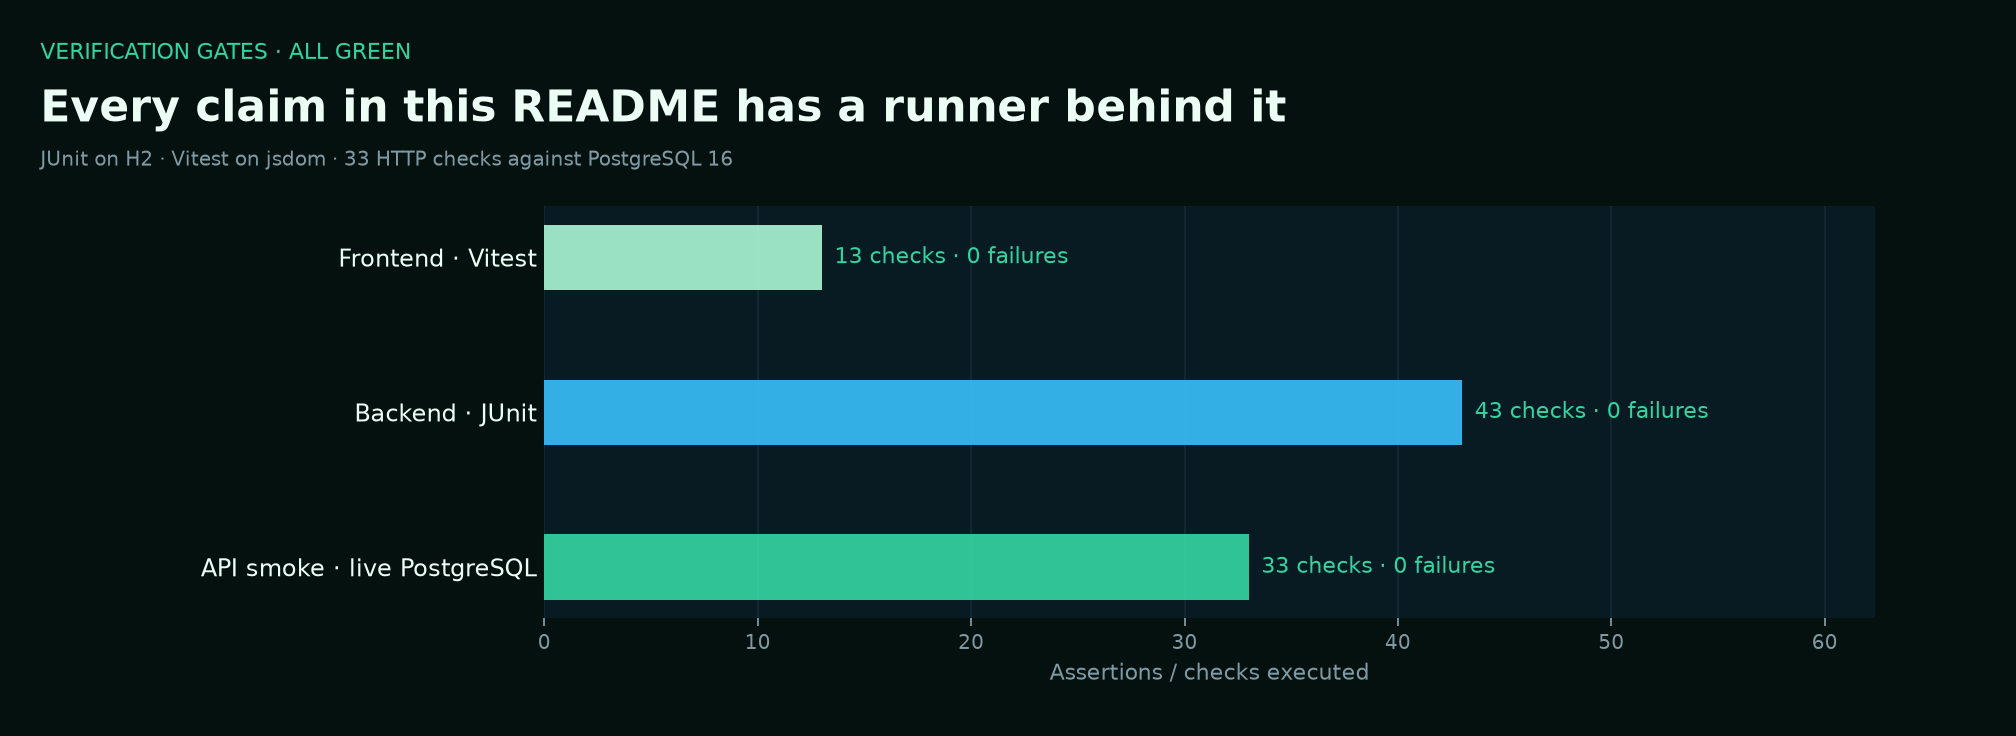 VERIFICATION GATES · ALL GREEN
Every claim in this README has a runner behind it
JUnit on H2 · Vitest on jsdom · 33 HTTP checks against PostgreSQL 16
Frontend · Vitest
13 checks · 0 failures
Backend · JUnit
43 checks · 0 failures
API smoke · live PostgreSQL
33 checks · 0 failures
0 10 20 30 40 50 60
Assertions / checks executed